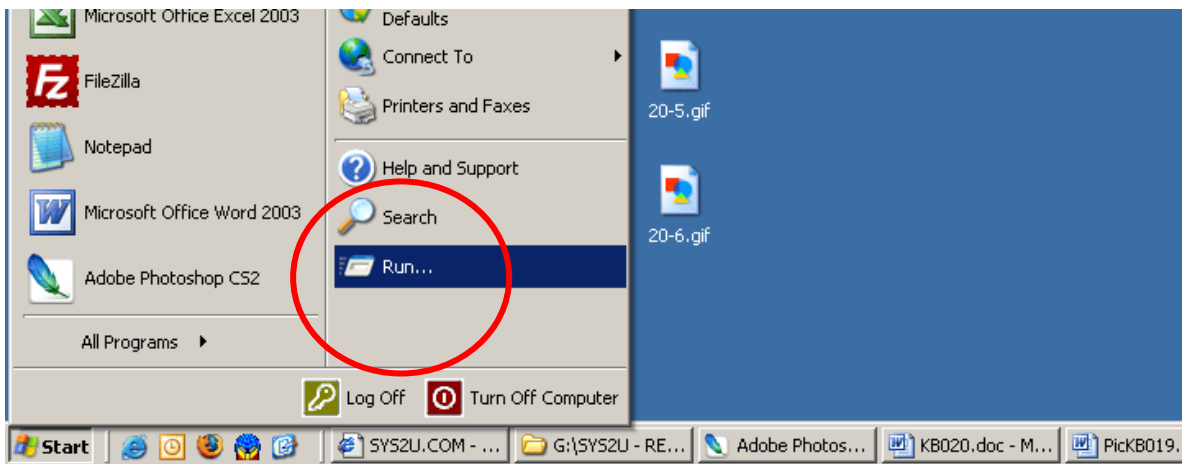 Microsoft Office Excel 2003
FileZilla
Notepad
Microsoft Office Word 2003
Adobe Photoshop CS2
All Programs
Defaults
Connect To
Printers and Faxes
Help and Support
Search
Run...
Log Off
Turn Off Computer
20-5.gif
20-6.gif
Start
SYS2U.COM - ...
G:\SYS2U - RE...
Adobe Photos...
KB020.doc - M...
PicKB019.